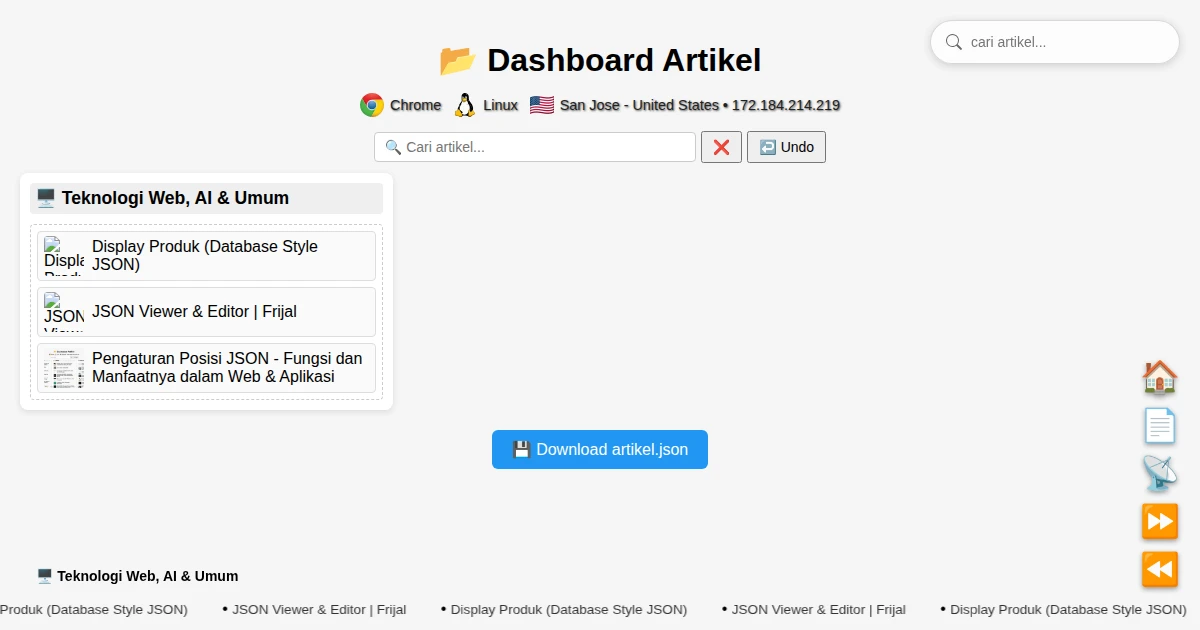 cari artikel...
Dashboard Artikel
Chrome Linux San Jose - United States • 172.184.214.219
Cari artikel... Undo
Teknologi Web, AI & Umum
Display Produk (Database Style
JSON)
JSON Viewer & Editor | Frijal
Pengaturan Posisi JSON - Fungsi dan
Manfaatnya dalam Web & Aplikasi
Download artikel.json
Teknologi Web, AI & Umum
Produk (Database Style JSON) • JSON Viewer & Editor | Frijal • Display Produk (Database Style JSON) • JSON Viewer & Editor | Frijal • Display Produk (Database Style JSON)